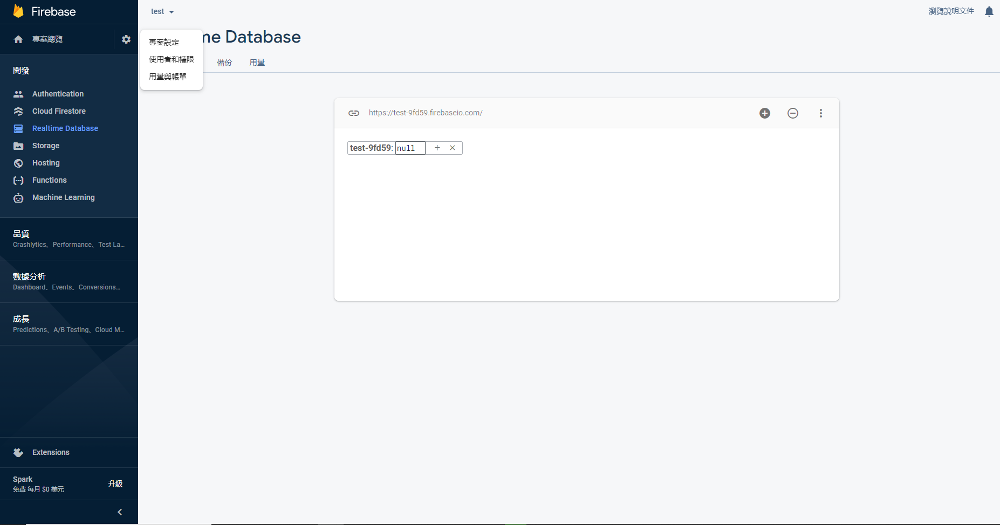 Firebase
專案總覽
開發
Authentication
Cloud Firestore
Realtime Database
Storage
Hosting
Functions
Machine Learning
品質
Crashlytics、Performance、Test La...
數據分析
Dashboard、Events、Conversions...
成長
Predictions、A/B Testing、Cloud M...
Extensions
Spark
免費 每月 $0 美元
升級
test
瀏覽說明文件
專案設定
使用者和權限
用量與帳單
me Database
備份
用量
https://test-9fd59.firebaseio.com/
test-9fd59: null